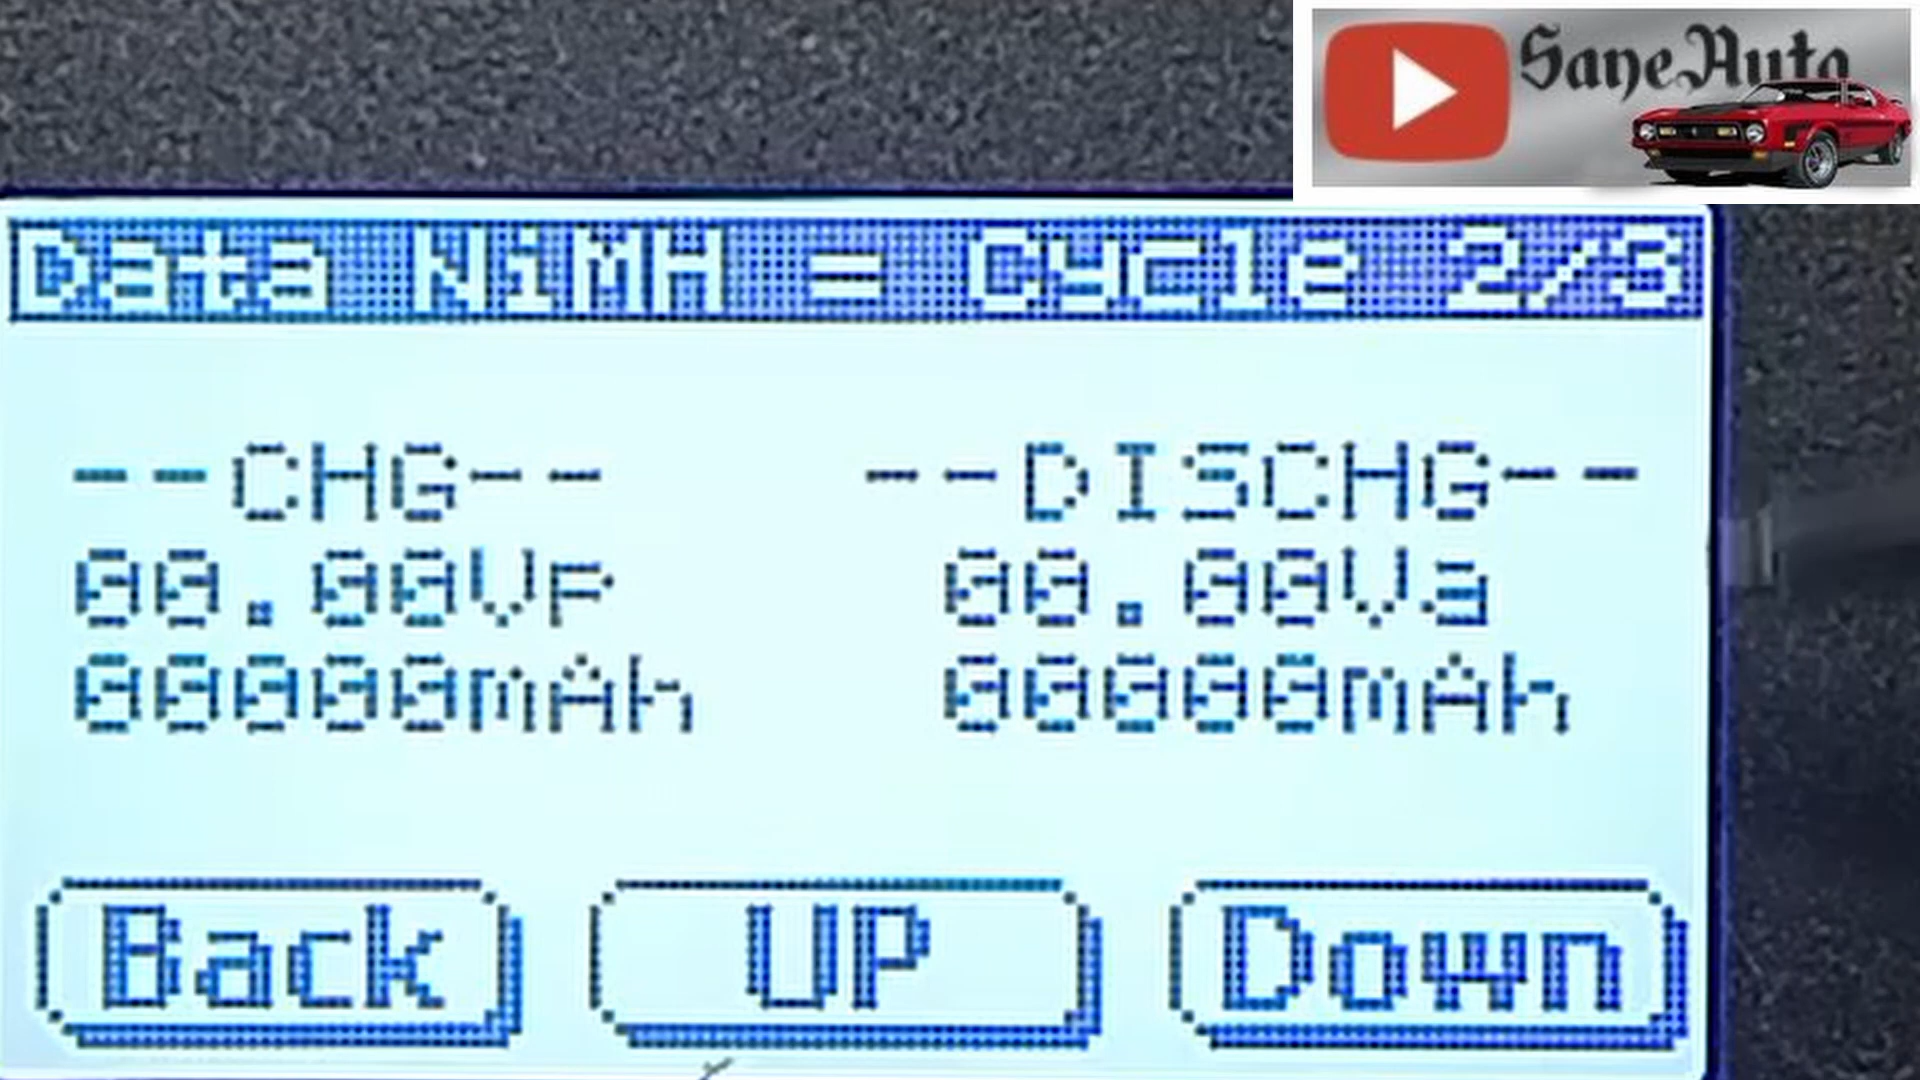 SaneAuto
Data NiMH = Cycle 2/3
--CHG-- --DISCHG--
00.00VP 00.00Va
00000mAh 00000mAh
Back UP Down